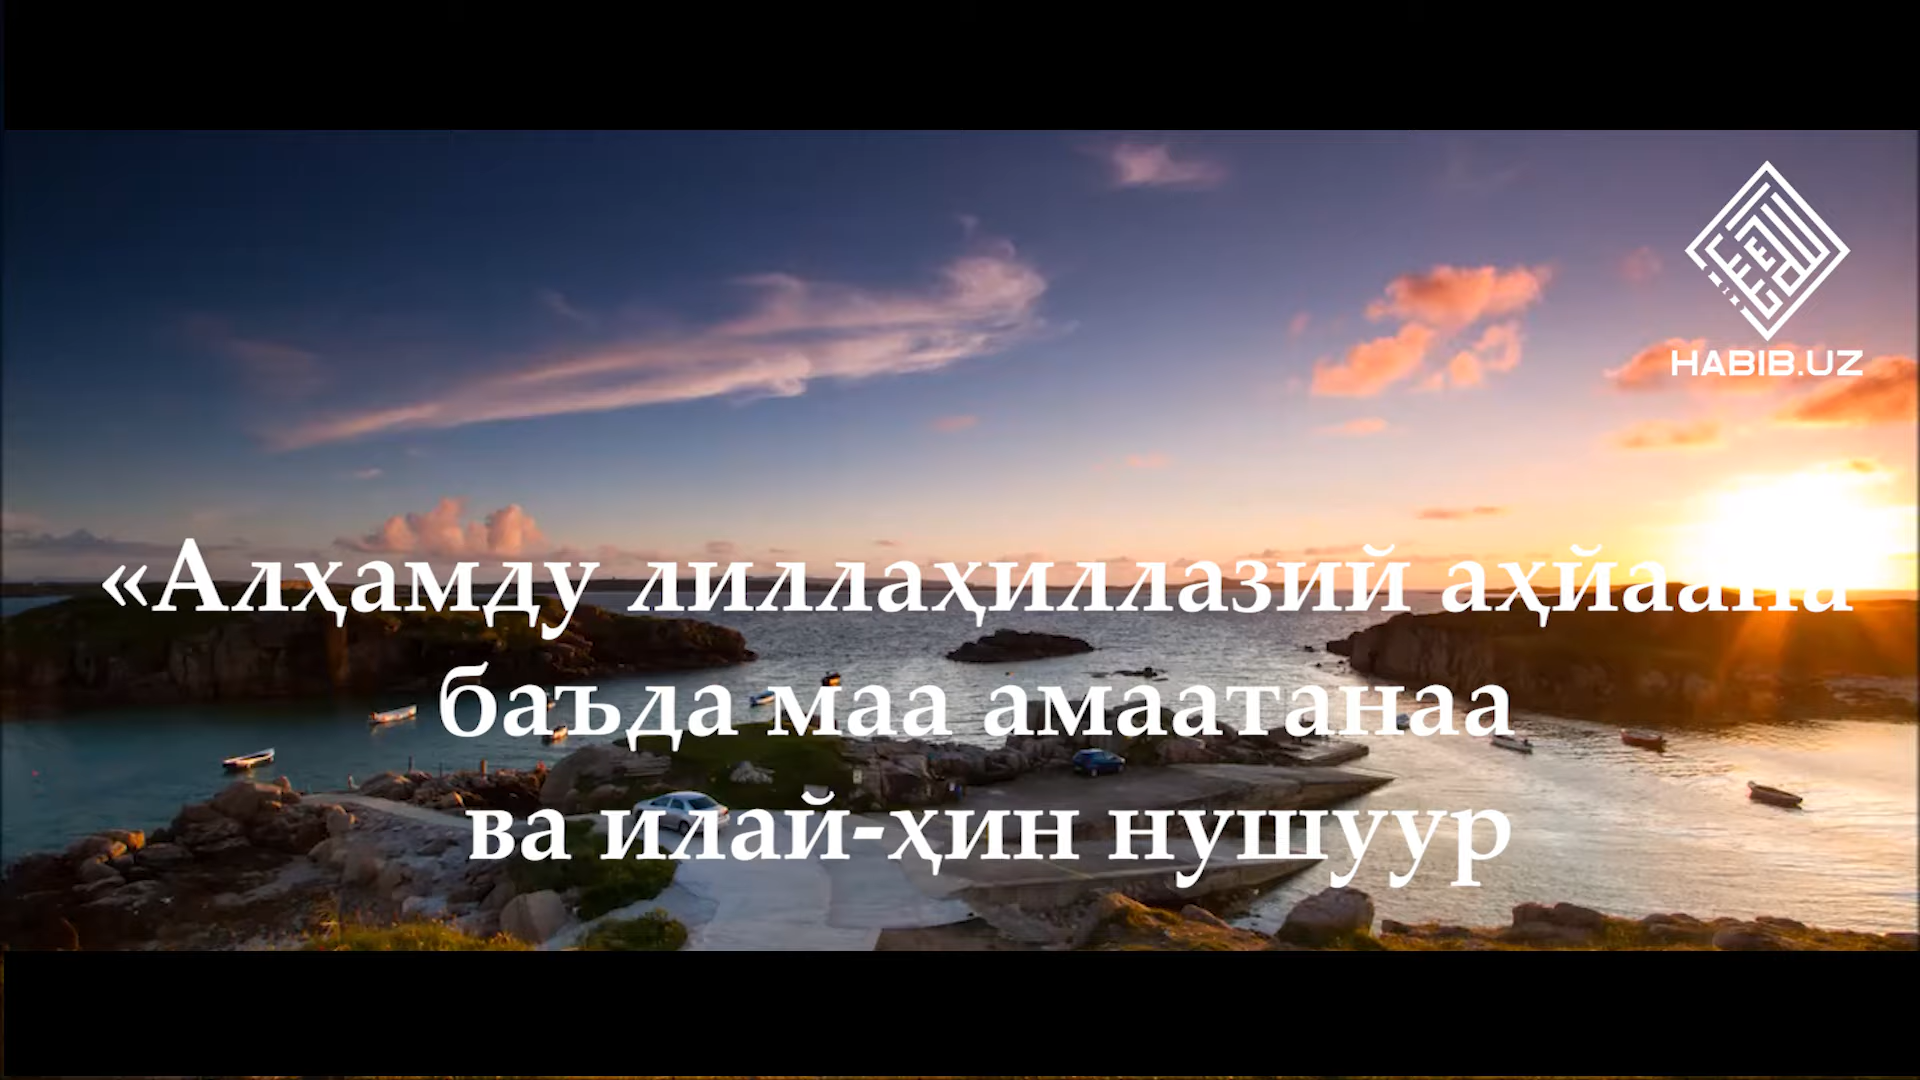 HABIB.UZ
«Алҳамду лиллаҳиллазий аҳйаана
баъда маа амаатанаа
ва илай-ҳин нушуур